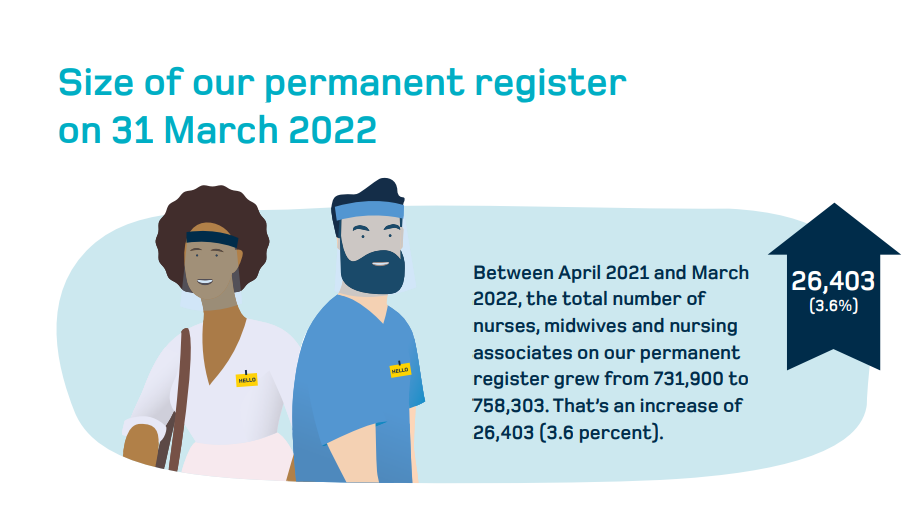 Size of our permanent register
on 31 March 2022
Between April 2021 and March
2022, the total number of
nurses, midwives and nursing
associates on our permanent
register grew from 731,900 to
758,303. That's an increase of
26,403 (3.6 percent).
26,403
(3.6%)
HELLO
HELLO